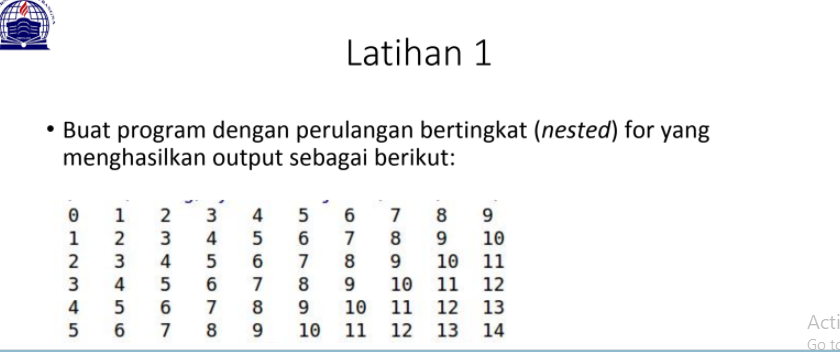 Latihan 1
• Buat program dengan perulangan bertingkat (nested) for yang
menghasilkan output sebagai berikut:
0 1 2 3 4 5 6 7 8 9
1 2 3 4 5 6 7 8 9 10
2 3 4 5 6 7 8 9 10 11
3 4 5 6 7 8 9 10 11 12
4 5 6 7 8 9 10 11 12 13
5 6 7 8 9 10 11 12 13 14
Acti
Go to